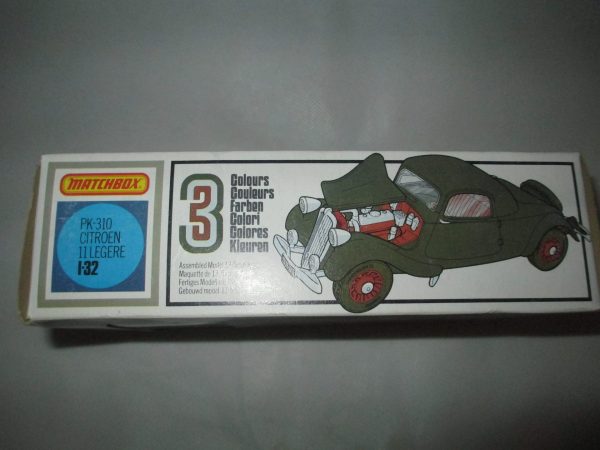 MATCHBOX
PK-310
CITROEN
11 LEGERE
1-32
3
Colours
Couleurs
Farben
Colori
Colores
Kleuren
Assembled Model
Maquette de
Fertiges Modell
Gebouwd model